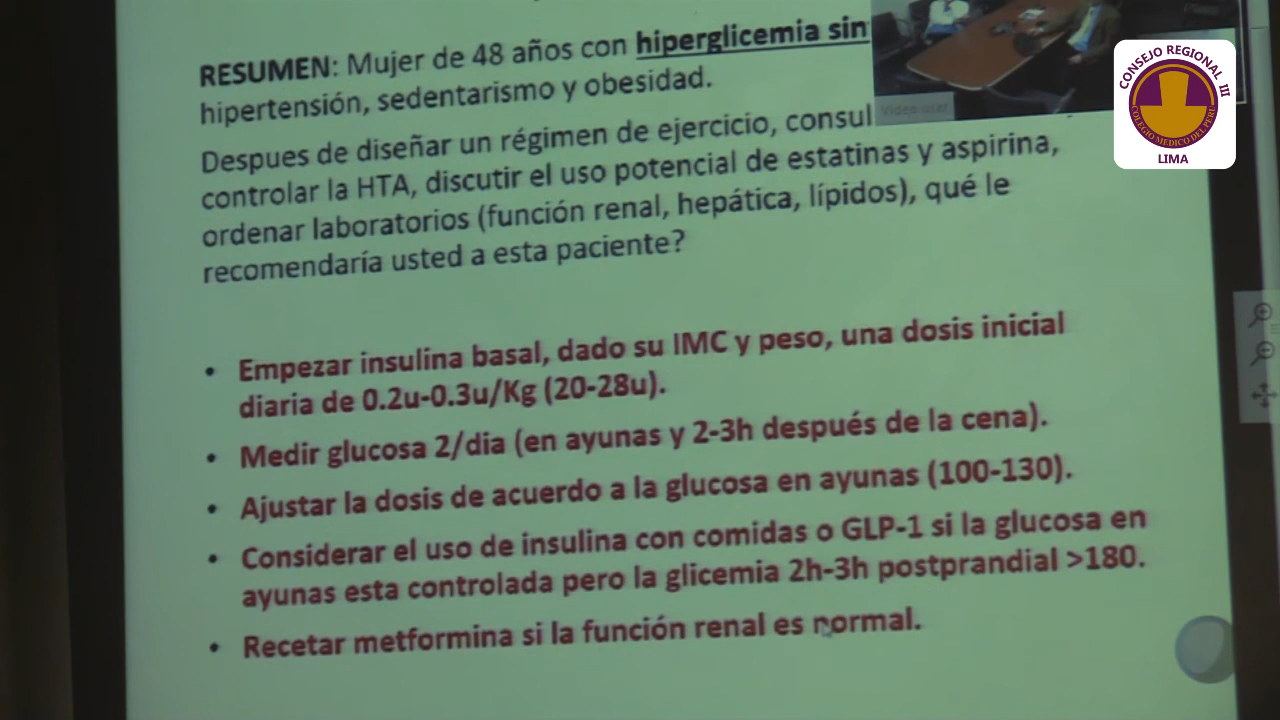 RESUMEN: Mujer de 48 años con hiperglicemia sin
hipertensión, sedentarismo y obesidad.
Despues de diseñar un régimen de ejercicio, consul
controlar la HTA, discutir el uso potencial de estatinas y aspirina,
ordenar laboratorios (función renal, hepática, lípidos), qué le
recomendaría usted a esta paciente?
• Empezar insulina basal, dado su IMC y peso, una dosis inicial
diaria de 0.2u-0.3u/Kg (20-28u).
• Medir glucosa 2/dia (en ayunas y 2-3h después de la cena).
• Ajustar la dosis de acuerdo a la glucosa en ayunas (100-130).
• Considerar el uso de insulina con comidas o GLP-1 si la glucosa en
ayunas esta controlada pero la glicemia 2h-3h postprandial >180.
• Recetar metformina si la función renal es normal.
CONSEJO REGIONAL III
COLEGIO MEDICO DEL PERU
LIMA